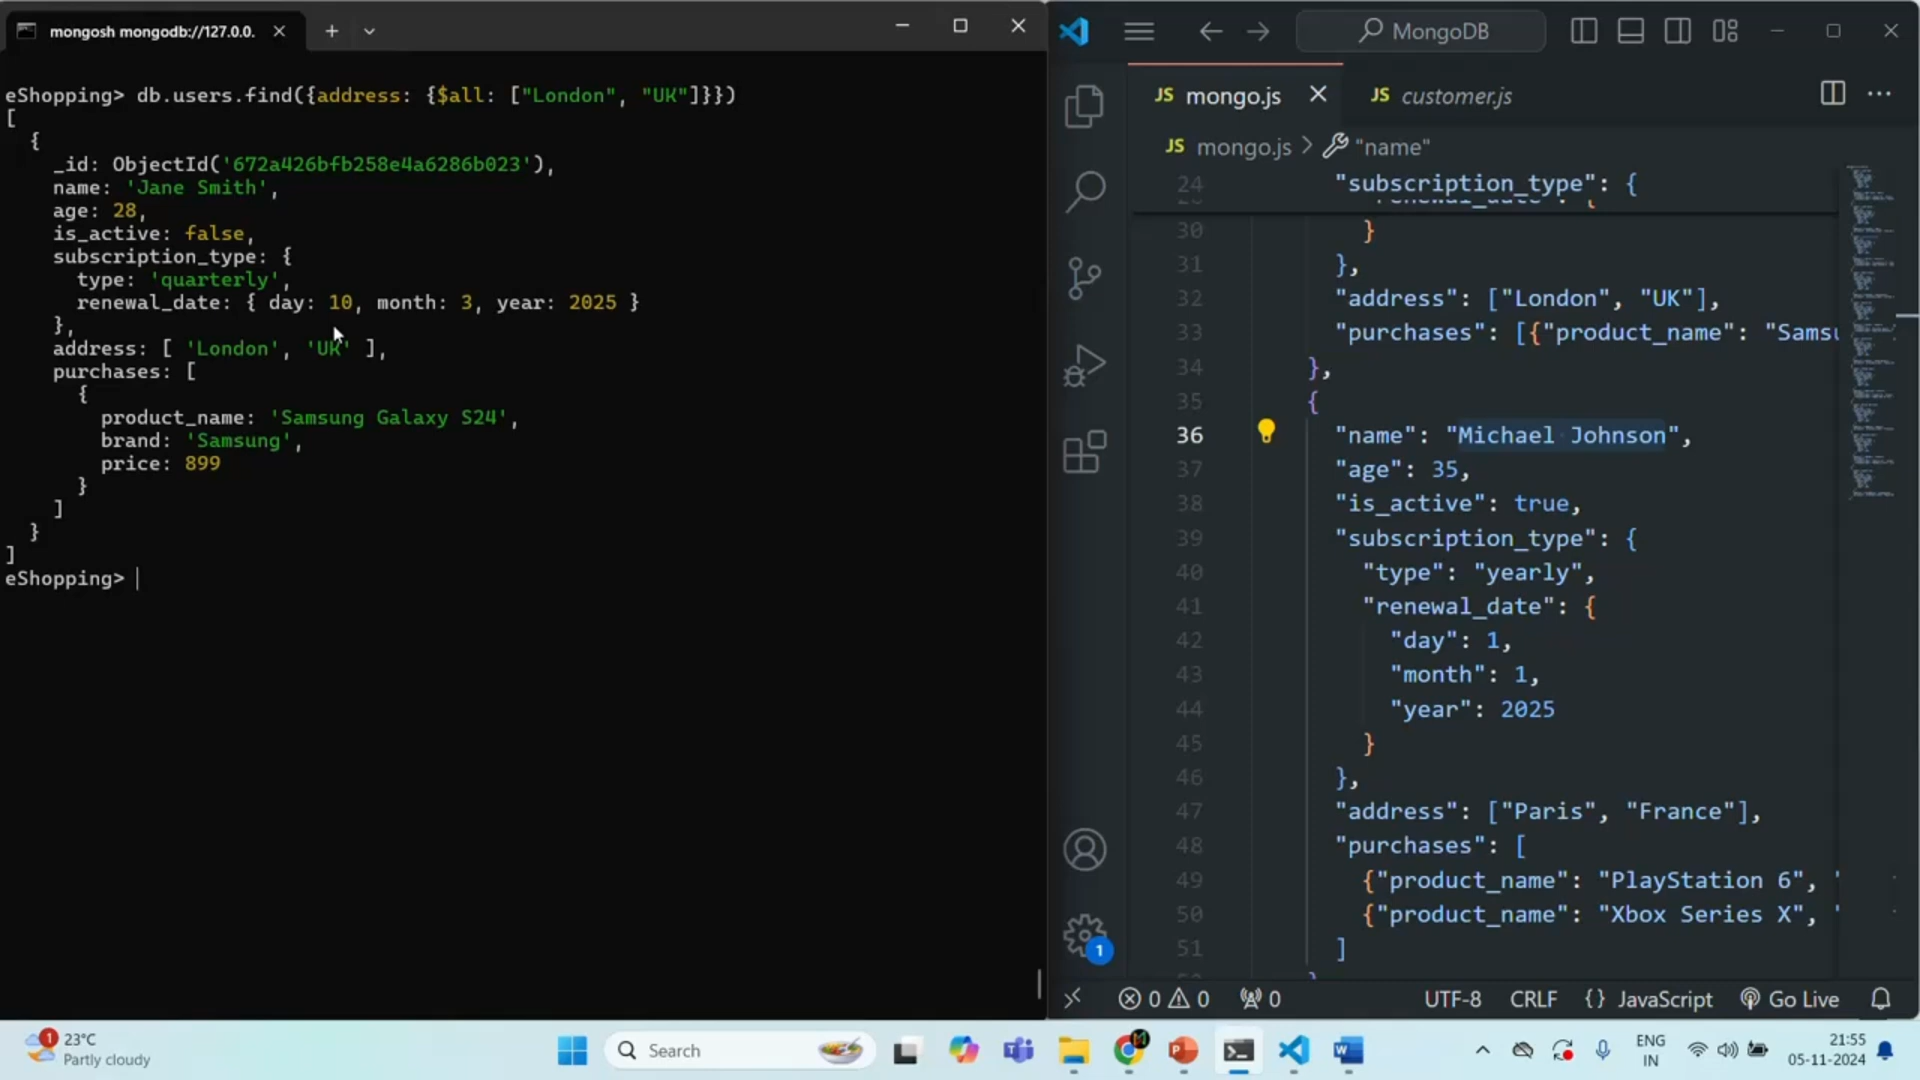 mongosh mongodb://127.0.0.
eShopping> db.users.find({address: {$all: ["London", "UK"]}})
[
{
_id: ObjectId('672a426bfb258e4a6286b023'),
name: 'Jane Smith',
age: 28,
is_active: false,
subscription_type: {
type: 'quarterly',
renewal_date: { day: 10, month: 3, year: 2025 }
},
address: [ 'London', 'UK' ],
purchases: [
{
product_name: 'Samsung Galaxy S24',
brand: 'Samsung',
price: 899
}
]
}
]
eShopping>
MongoDB
JS mongo.js
JS customer.js
JS mongo.js > "name"
24 "subscription_type": {
30 }
31 },
32 "address": ["London", "UK"],
33 "purchases": [{"product_name": "Samsu
34 },
35 {
36 "name": "Michael Johnson",
37 "age": 35,
38 "is_active": true,
39 "subscription_type": {
40 "type": "yearly",
41 "renewal_date": {
42 "day": 1,
43 "month": 1,
44 "year": 2025
45 }
46 },
47 "address": ["Paris", "France"],
48 "purchases": [
49 {"product_name": "PlayStation 6",
50 {"product_name": "Xbox Series X",
51 ]
1
0 0 0 UTF-8 CRLF {} JavaScript Go Live
1 23°C
Partly cloudy
Search
ENG
IN
21:55
05-11-2024